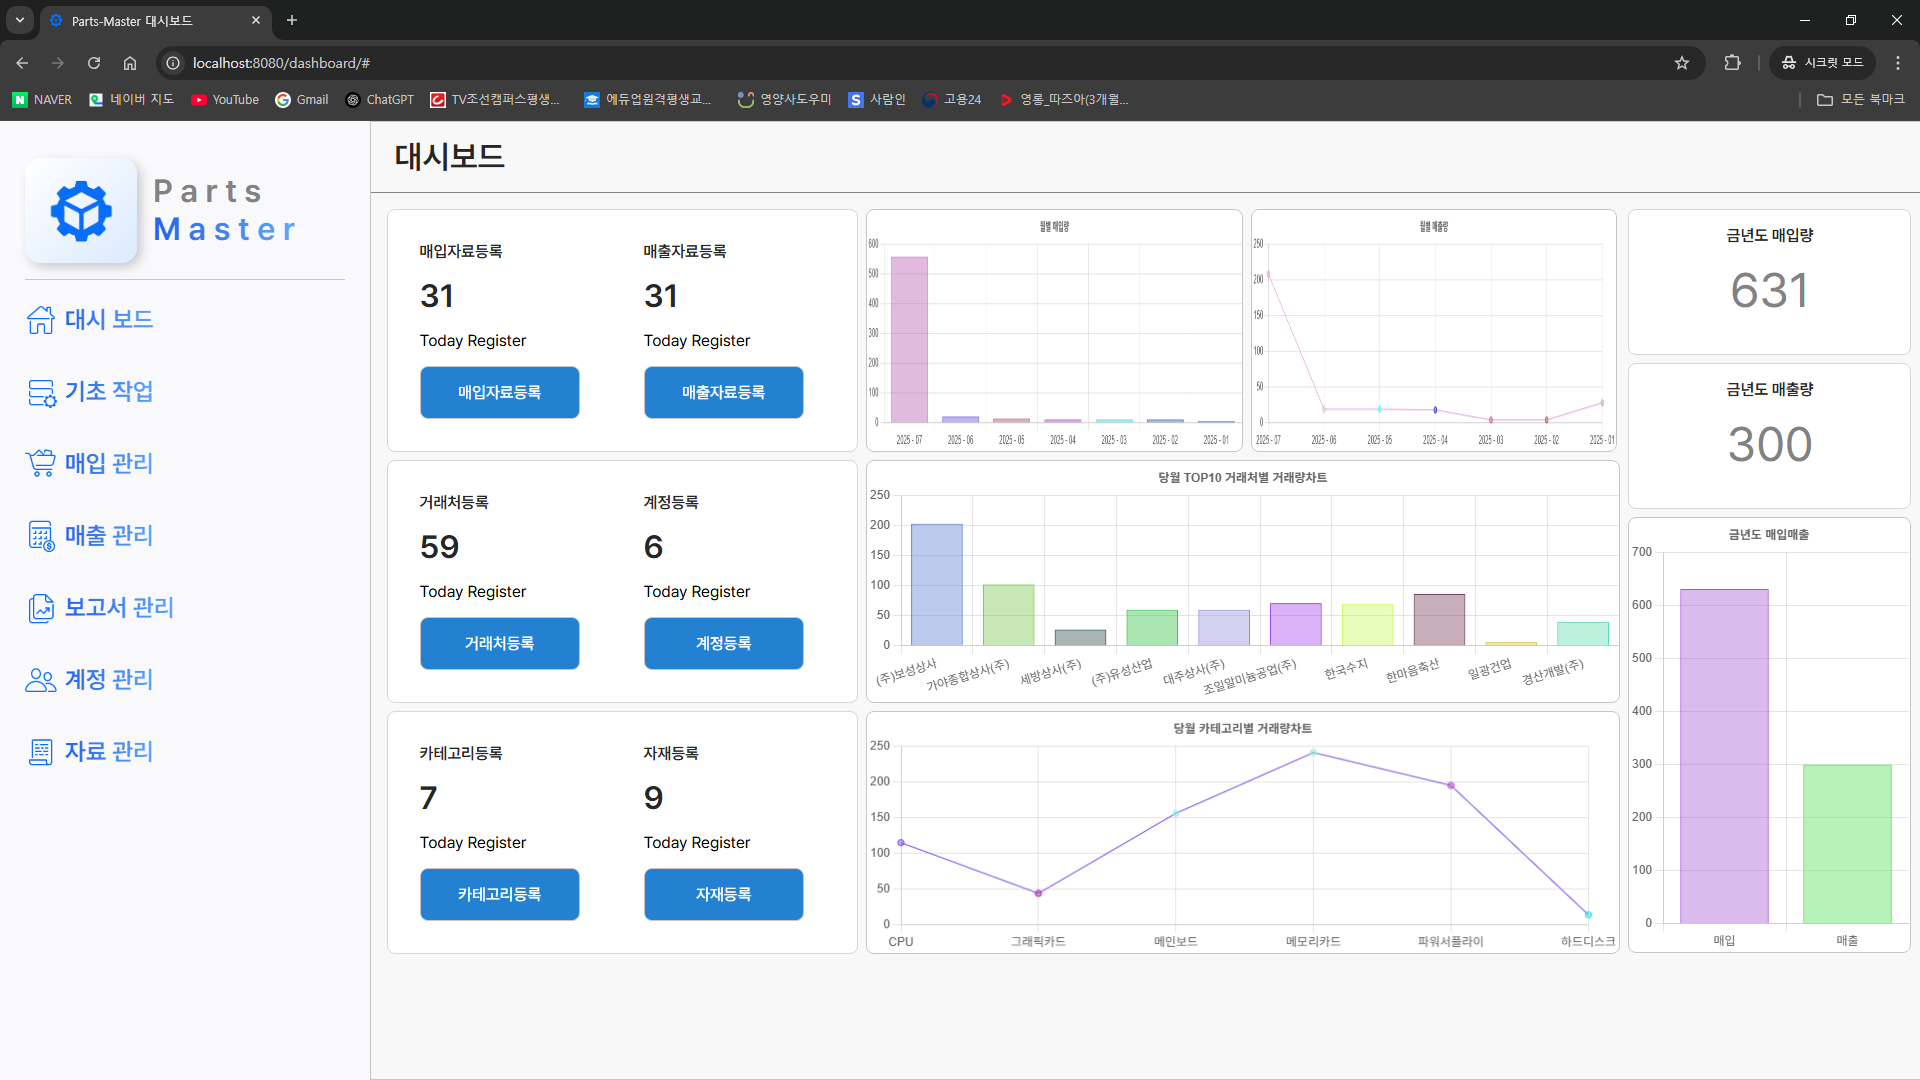 Parts-Master 대시보드
localhost:8080/dashboard/#
시크릿 모드
NAVER
네이버 지도
YouTube
Gmail
ChatGPT
TV조선캠퍼스평생...
에듀업원격평생교...
영양사도우미
사람인
고용24
영롱_따즈아(3개월...
모든 북마크
Parts
Master
대시 보드
기초 작업
매입 관리
매출 관리
보고서 관리
계정 관리
자료 관리
대시보드
매입자료등록
31
Today Register
매입자료등록
매출자료등록
31
Today Register
매출자료등록
월별 매입량
600
500
400
300
200
100
0
2025 - 07
2025 - 06
2025 - 05
2025 - 04
2025 - 03
2025 - 02
2025 - 01
월별 매출량
250
200
150
100
50
0
2025 - 07
2025 - 06
2025 - 05
2025 - 04
2025 - 03
2025 - 02
2025 - 01
금년도 매입량
631
금년도 매출량
300
거래처등록
59
Today Register
거래처등록
계정등록
6
Today Register
계정등록
당월 TOP10 거래처별 거래량차트
250
200
150
100
50
0
(주)보성상사
가야종합상사(주)
세방상사(주)
(주)유성산업
대주상사(주)
조일알미늄공업(주)
한국수지
한마음축산
일광건업
경산개발(주)
금년도 매입매출
700
600
500
400
300
200
100
0
매입
매출
카테고리등록
7
Today Register
카테고리등록
자재등록
9
Today Register
자재등록
당월 카테고리별 거래량차트
250
200
150
100
50
0
CPU
그래픽카드
메인보드
메모리카드
파워서플라이
하드디스크